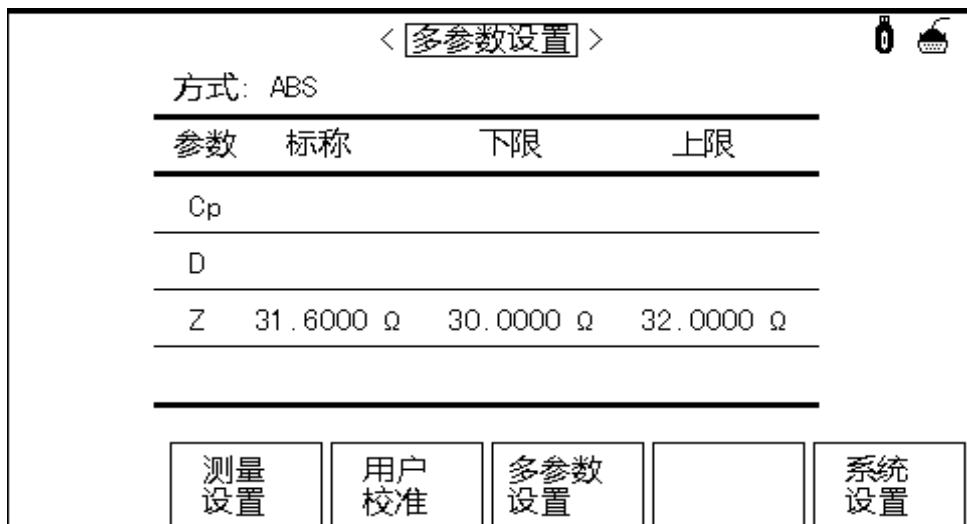 < 多参数设置 >
方式: ABS
参数 标称 下限 上限
Cp
D
Z 31.6000 Ω 30.0000 Ω 32.0000 Ω
测量设置 用户校准 多参数设置 系统设置